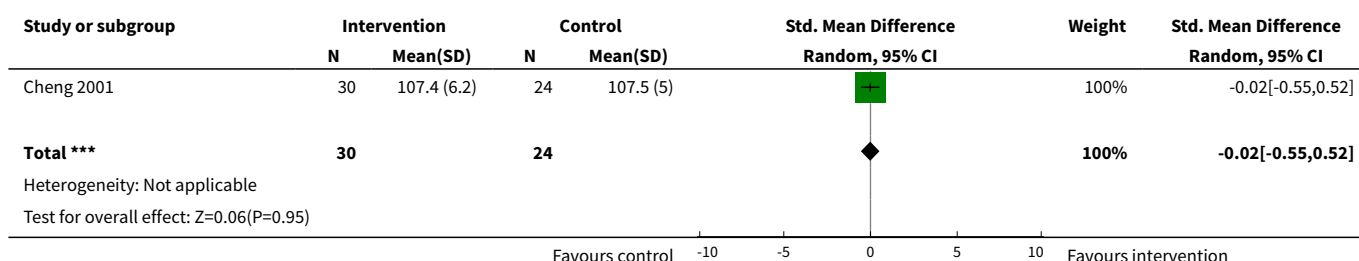 Study or subgroup Intervention Control Std. Mean Difference Weight Std. Mean Difference
N Mean(SD) N Mean(SD) Random, 95% CI Random, 95% CI
Cheng 2001 30 107.4 (6.2) 24 107.5 (5) 100% -0.02[-0.55,0.52]
Total *** 30 24 100% -0.02[-0.55,0.52]
Heterogeneity: Not applicable
Test for overall effect: Z=0.06(P=0.95)
Favours control -10 -5 0 5 10 Favours intervention